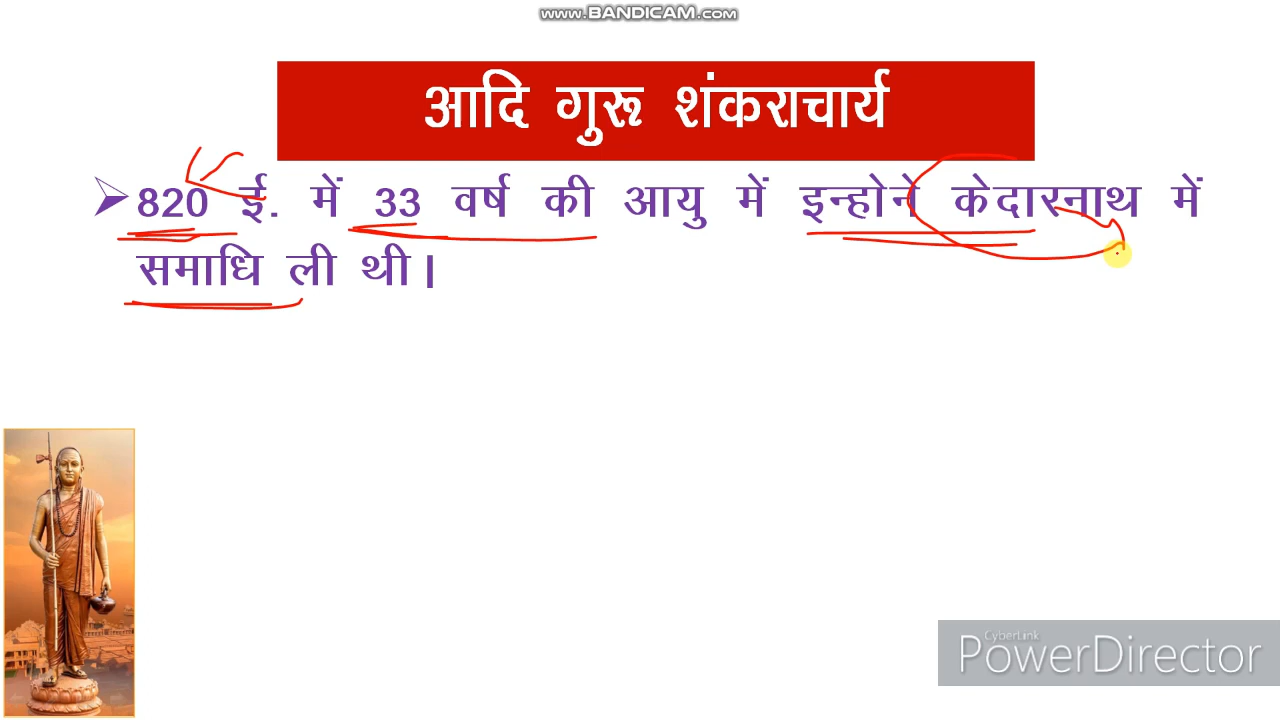 www.BANDICAM.com
आदि गुरू शंकराचार्य
820 ई. में 33 वर्ष की आयु में इन्होने केदारनाथ में
समाधि ली थी।
CyberLink
PowerDirector